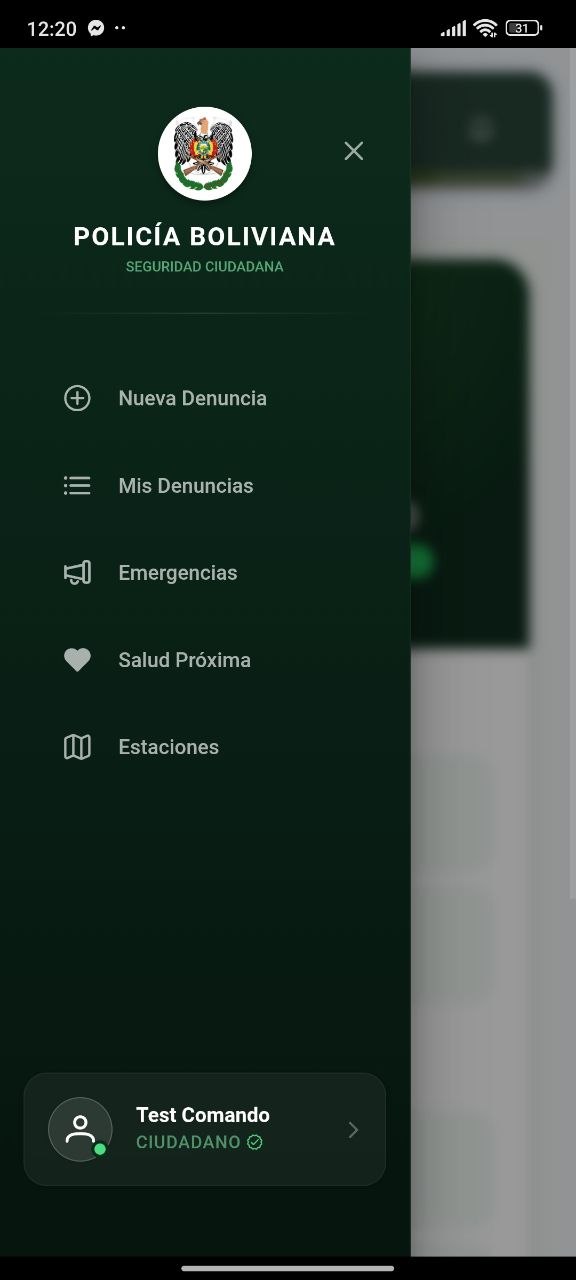 12:20
31
POLICÍA BOLIVIANA
SEGURIDAD CIUDADANA
Nueva Denuncia
Mis Denuncias
Emergencias
Salud Próxima
Estaciones
Test Comando
CIUDADANO